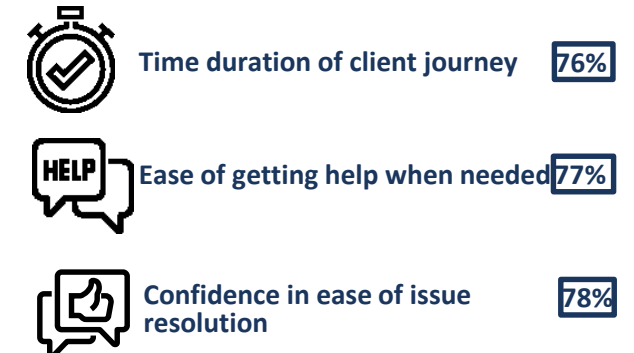 Time duration of client journey 76%
HELP
Ease of getting help when needed 77%
Confidence in ease of issue
resolution
78%